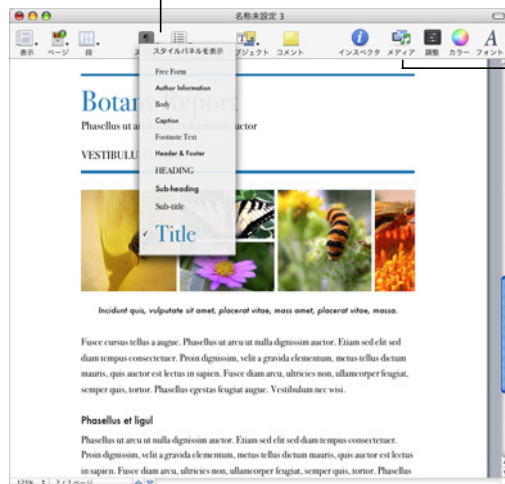 名称未設定 3
表示 ページ 段 ス ブジェクト コメント インスペクタ メディア 調整 カラー フォント
スタイルパネルを表示
Free Form
Author Information
Body
Caption
Footnote Text
Header & Footer
HEADING
Sub-heading
Sub-title
✓ Title
Botany Report
Phasellus ut ar uctor
VESTIBULU
Incidunt quis, vulputate sit amet, placerat vitae, mass amet, placerat vitae, massa.
Fusce cursus tellus a augue. Phasellus ut arcu ut nulla dignissim auctor. Etiam sed elit sed
diam tempus consectetuer. Proin dignissim, velit a gravida elementum, metus tellus dictum
mauris, quis auctor est lectus in sapien. Fusce diam arcu, ultricies non, ullamcorper feugiat,
semper quis, tortor. Phasellus egestas feugiat augue. Vestibulum nec wisi.
Phasellus et ligul
Phasellus ut arcu ut nulla dignissim auctor. Etiam sed elit sed diam tempus consectetuer.
Proin dignissim, velit a gravida elementum, metus tellus dictum mauris, quis auctor est lectus
in sapien. Fusce diam arcu, ultricies non, ullamcorper feugiat, semper quis, tortor. Phasellus
125% 2 / 2 ページ